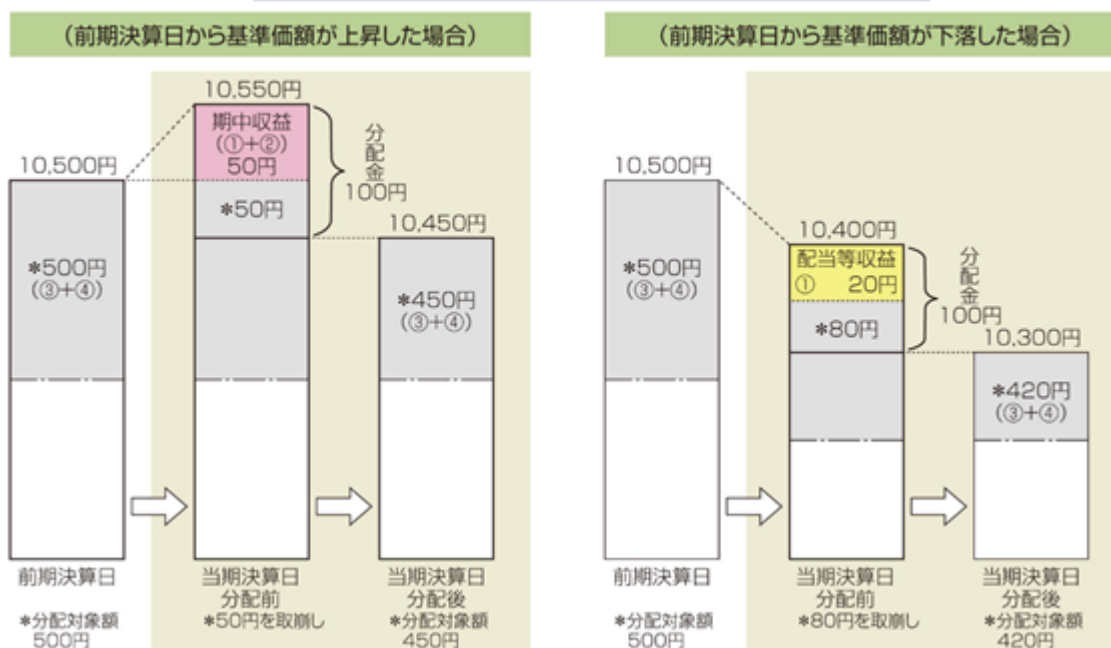 (前期決算日から基準価額が上昇した場合)
10,550円
期中収益
(①+②)
50円
分配金
100円
10,500円
*50円
10,450円
*500円
(③+④)
*450円
(③+④)
前期決算日
*分配対象額
500円
当期決算日
分配前
*50円を取崩し
当期決算日
分配後
*分配対象額
450円
(前期決算日から基準価額が下落した場合)
10,500円
10,400円
配当等収益
① 20円
分配金
100円
*500円
(③+④)
*80円
10,300円
*420円
(③+④)
前期決算日
*分配対象額
500円
当期決算日
分配前
*80円を取崩し
当期決算日
分配後
*分配対象額
420円